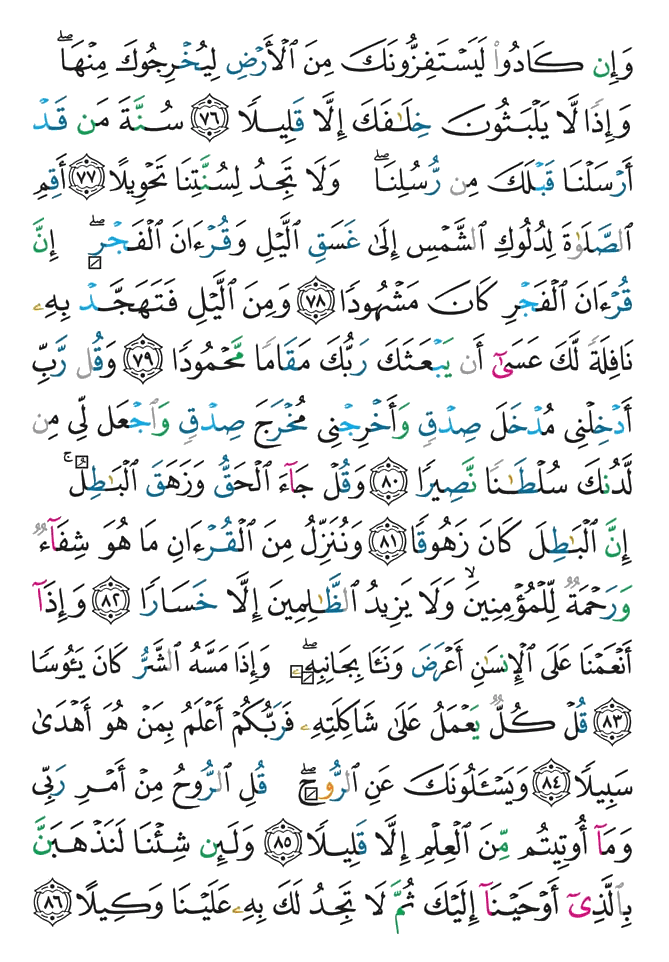 وَإِن كَادُوا۟ لَيَسْتَفِزُّونَكَ مِنَ ٱلْأَرْضِ لِيُخْرِجُوكَ مِنْهَا ۖ
وَإِذًا لَّا يَلْبَثُونَ خِلَـٰفَكَ إِلَّا قَلِيلًا ٧٦ سُنَّةَ مَن قَدْ
أَرْسَلْنَا قَبْلَكَ مِن رُّسُلِنَا ۖ وَلَا تَجِدُ لِسُنَّتِنَا تَحْوِيلًا ٧٧ أَقِمِ
ٱلصَّلَوٰةَ لِدُلُوكِ ٱلشَّمْسِ إِلَىٰ غَسَقِ ٱلَّيْلِ وَقُرْءَانَ ٱلْفَجْرِ ۖ إِنَّ
قُرْءَانَ ٱلْفَجْرِ كَانَ مَشْهُودًا ٧٨ وَمِنَ ٱلَّيْلِ فَتَهَجَّدْ بِهِۦ
نَافِلَةً لَّكَ عَسَىٰٓ أَن يَبْعَثَكَ رَبُّكَ مَقَامًا مَّحْمُودًا ٧٩ وَقُل رَّبِّ
أَدْخِلْنِى مُدْخَلَ صِدْقٍ وَأَخْرِجْنِى مُخْرَجَ صِدْقٍ وَٱجْعَل لِّى مِن
لَّدُنكَ سُلْطَـٰنًا نَّصِيرًا ٨٠ وَقُلْ جَآءَ ٱلْحَقُّ وَزَهَقَ ٱلْبَـٰطِلُ ۚ
إِنَّ ٱلْبَـٰطِلَ كَانَ زَهُوقًا ٨١ وَنُنَزِّلُ مِنَ ٱلْقُرْءَانِ مَا هُوَ شِفَآءٌ
وَرَحْمَةٌ لِّلْمُؤْمِنِينَ ۙ وَلَا يَزِيدُ ٱلظَّـٰلِمِينَ إِلَّا خَسَارًا ٨٢ وَإِذَآ
أَنْعَمْنَا عَلَى ٱلْإِنسَـٰنِ أَعْرَضَ وَنَـَٔا بِجَانِبِهِۦ ۖ وَإِذَا مَسَّهُ ٱلشَّرُّ كَانَ يَـُٔوسًا
٨٣ قُلْ كُلٌّ يَعْمَلُ عَلَىٰ شَاكِلَتِهِۦ فَرَبُّكُمْ أَعْلَمُ بِمَنْ هُوَ أَهْدَىٰ
سَبِيلًا ٨٤ وَيَسْـَٔلُونَكَ عَنِ ٱلرُّوحِ ۖ قُلِ ٱلرُّوحُ مِنْ أَمْرِ رَبِّى
وَمَآ أُوتِيتُم مِّنَ ٱلْعِلْمِ إِلَّا قَلِيلًا ٨٥ وَلَئِن شِئْنَا لَنَذْهَبَنَّ
بِٱلَّذِىٓ أَوْحَيْنَآ إِلَيْكَ ثُمَّ لَا تَجِدُ لَكَ بِهِۦ عَلَيْنَا وَكِيلًا ٨٦